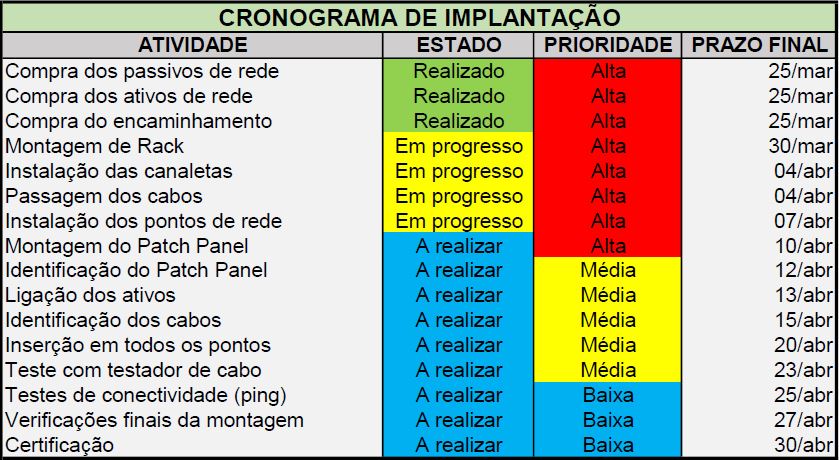 CRONOGRAMA DE IMPLANTAÇÃO
ATIVIDADE ESTADO PRIORIDADE PRAZO FINAL
Compra dos passivos de rede Realizado Alta 25/mar
Compra dos ativos de rede Realizado Alta 25/mar
Compra do encaminhamento Realizado Alta 25/mar
Montagem de Rack Em progresso Alta 30/mar
Instalação das canaletas Em progresso Alta 04/abr
Passagem dos cabos Em progresso Alta 04/abr
Instalação dos pontos de rede Em progresso Alta 07/abr
Montagem do Patch Panel A realizar Alta 10/abr
Identificação do Patch Panel A realizar Média 12/abr
Ligação dos ativos A realizar Média 13/abr
Identificação dos cabos A realizar Média 15/abr
Inserção em todos os pontos A realizar Média 20/abr
Teste com testador de cabo A realizar Média 23/abr
Testes de conectividade (ping) A realizar Baixa 25/abr
Verificações finais da montagem A realizar Baixa 27/abr
Certificação A realizar Baixa 30/abr